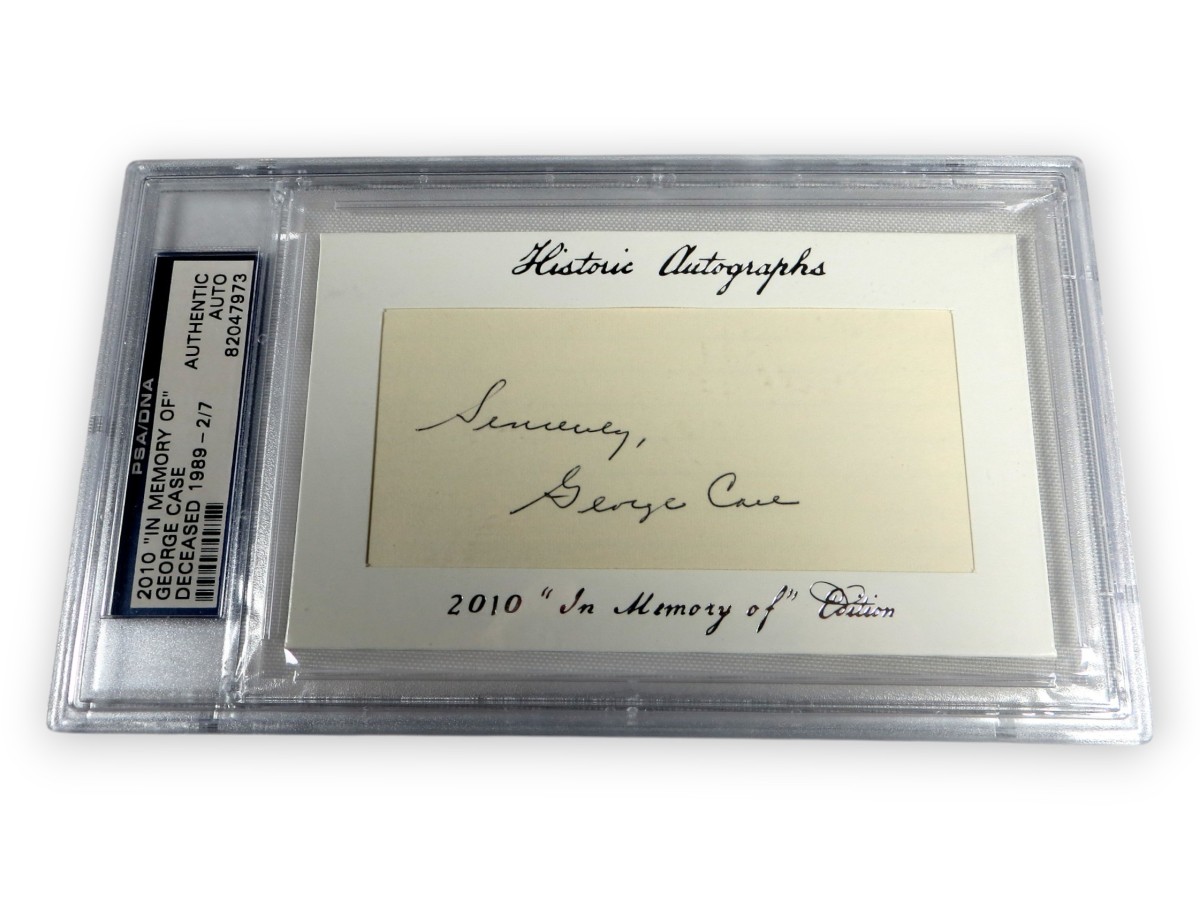 PSA/DNA
2010 "IN MEMORY OF"
GEORGE CASE
DECEASED 1989 - 2/7
AUTHENTIC
AUTO
82047973
Historic Autographs
Sincerely,
George Case
2010 "In Memory of" Edition